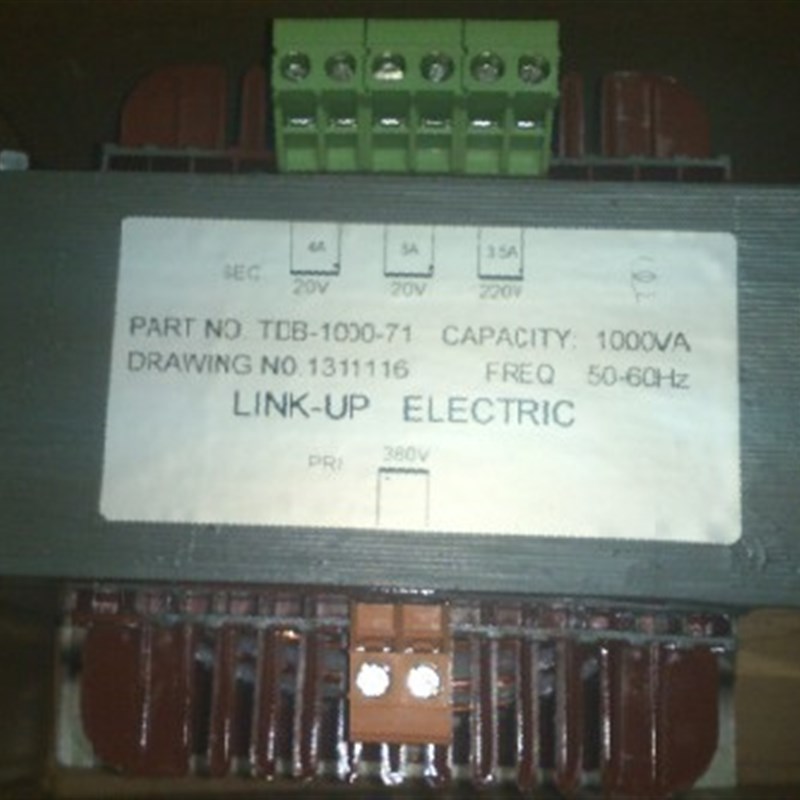 4A 5A 3.5A
SEC 20V 20V 220V
PART NO. TDB-1000-71 CAPACITY: 1000VA
DRAWING NO.1311116 FREQ 50-60Hz
LINK-UP ELECTRIC
PRI 380V